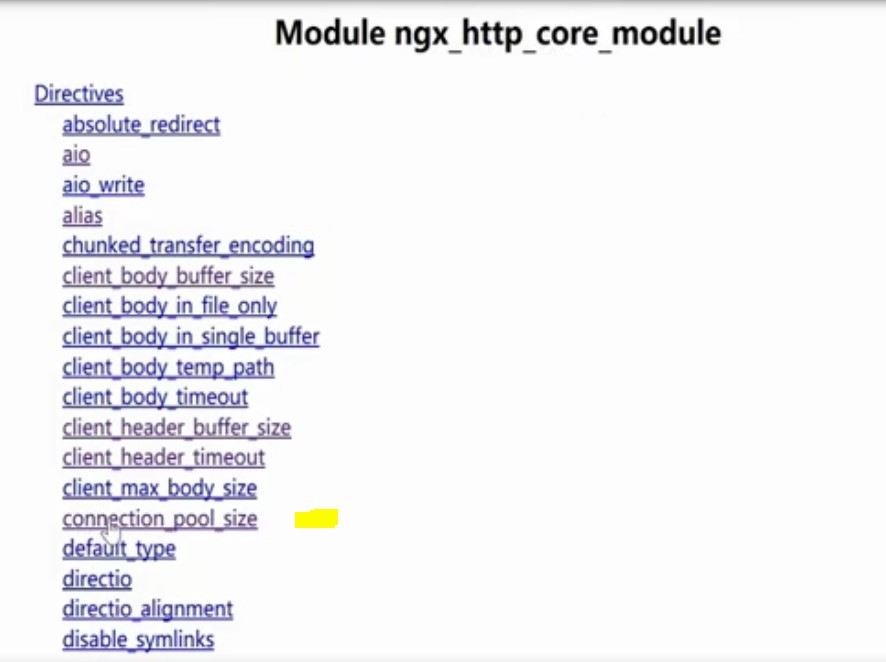 Module ngx_http_core_module
Directives
absolute_redirect
aio
aio_write
alias
chunked_transfer_encoding
client_body_buffer_size
client_body_in_file_only
client_body_in_single_buffer
client_body_temp_path
client_body_timeout
client_header_buffer_size
client_header_timeout
client_max_body_size
connection_pool_size
default_type
directio
directio_alignment
disable_symlinks